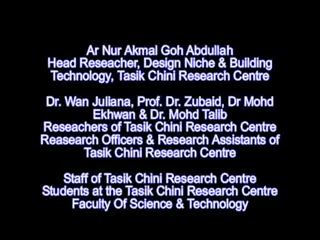 Ar Nur Akmal Goh Abdullah
Head Reseacher, Design Niche & Building
Technology, Tasik Chini Research Centre
Dr. Wan Juliana, Prof. Dr. Zubaid, Dr Mohd
Ekhwan & Dr. Mohd Talib
Reseachers of Tasik Chini Research Centre
Reasearch Officers & Research Assistants of
Tasik Chini Research Centre
Staff of Tasik Chini Research Centre
Students at the Tasik Chini Research Centre
Faculty Of Science & Technology